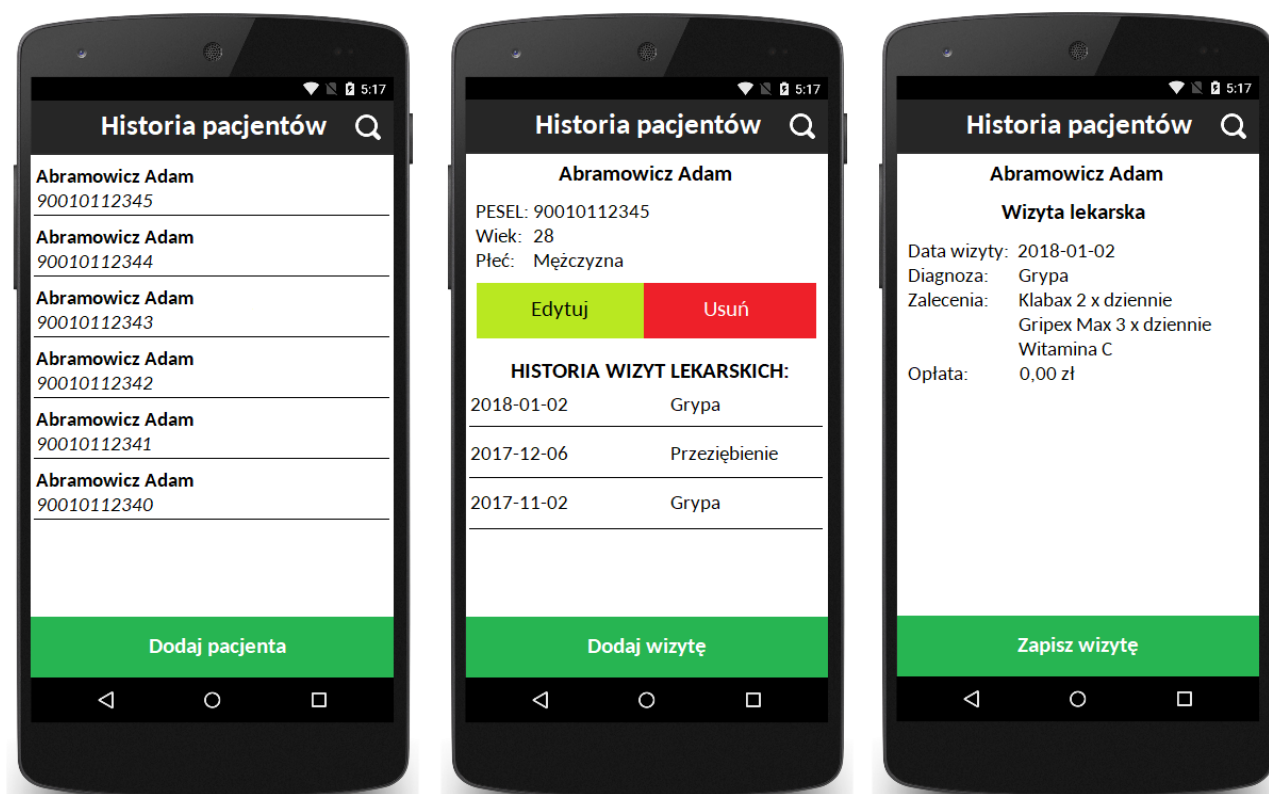 5:17
Historia pacjentów
Abramowicz Adam
90010112345
Abramowicz Adam
90010112344
Abramowicz Adam
90010112343
Abramowicz Adam
90010112342
Abramowicz Adam
90010112341
Abramowicz Adam
90010112340
Dodaj pacjenta
5:17
Historia pacjentów
Abramowicz Adam
PESEL: 90010112345
Wiek: 28
Płeć: Mężczyzna
Edytuj Usuń
HISTORIA WIZYT LEKARSKICH:
2018-01-02 Grypa
2017-12-06 Przeziębienie
2017-11-02 Grypa
Dodaj wizytę
5:17
Historia pacjentów
Abramowicz Adam
Wizyta lekarska
Data wizyty: 2018-01-02
Diagnoza: Grypa
Zalecenia: Klabax 2 x dziennie
Gripex Max 3 x dziennie
Witamina C
Opłata: 0,00 zł
Zapisz wizytę